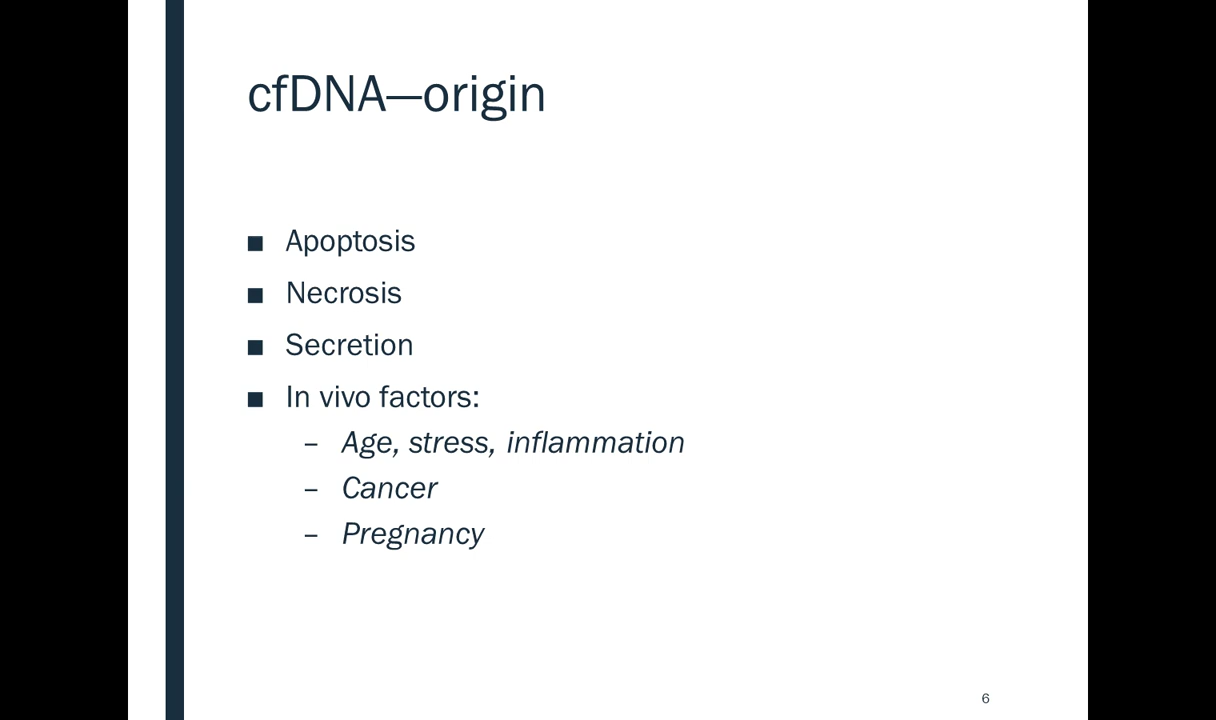 cfDNA—origin
■ Apoptosis
■ Necrosis
■ Secretion
■ In vivo factors:
– Age, stress, inflammation
– Cancer
– Pregnancy
6